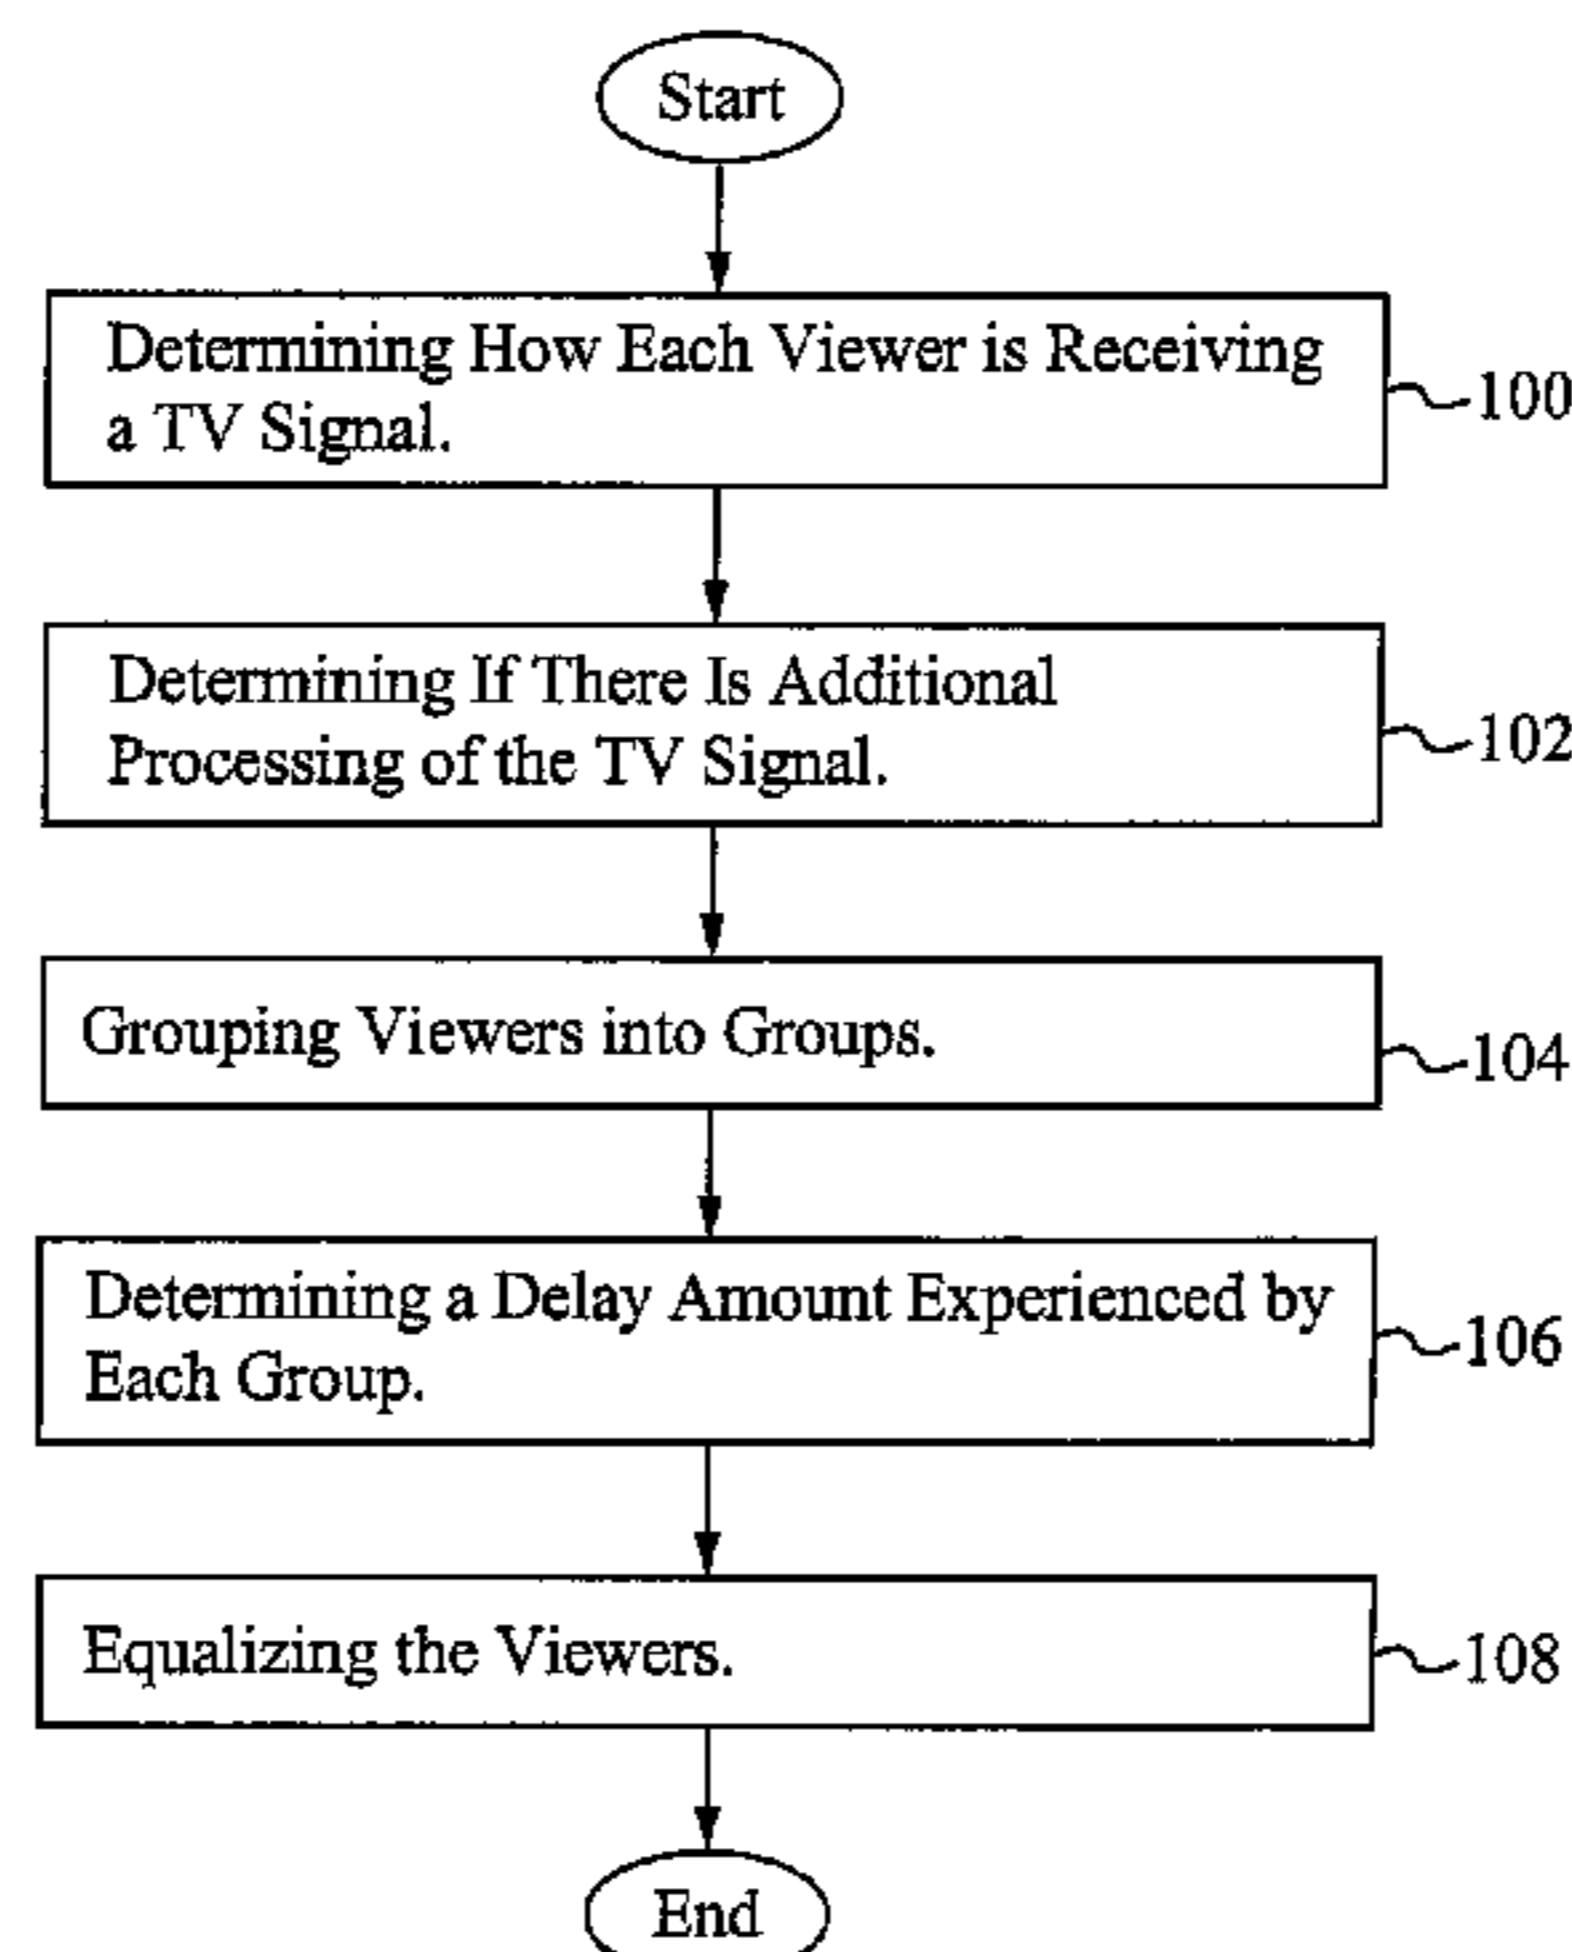 Start
Determining How Each Viewer is Receiving
a TV Signal.
100
Determining If There Is Additional
Processing of the TV Signal.
102
Grouping Viewers into Groups.
104
Determining a Delay Amount Experienced by
Each Group.
106
Equalizing the Viewers.
108
End